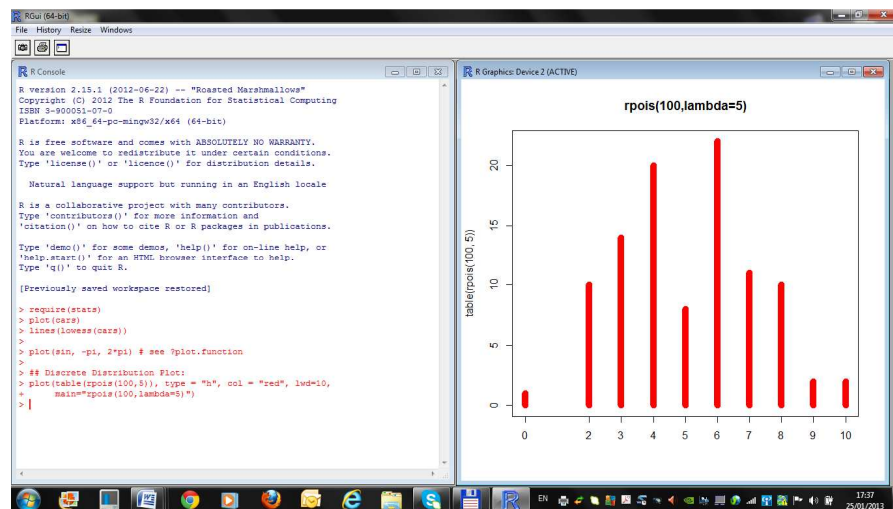 RGui (64-bit)
File History Resize Windows
R Console
R version 2.15.1 (2012-06-22) -- "Roasted Marshmallows"
Copyright (C) 2012 The R Foundation for Statistical Computing
ISBN 3-900051-07-0
Platform: x86_64-pc-mingw32/x64 (64-bit)
R is free software and comes with ABSOLUTELY NO WARRANTY.
You are welcome to redistribute it under certain conditions.
Type 'license()' or 'licence()' for distribution details.
Natural language support but running in an English locale
R is a collaborative project with many contributors.
Type 'contributors()' for more information and
'citation()' on how to cite R or R packages in publications.
Type 'demo()' for some demos, 'help()' for on-line help, or
'help.start()' for an HTML browser interface to help.
Type 'q()' to quit R.
[Previously saved workspace restored]
> require(stats)
> plot(cars)
> lines(lowess(cars))
>
> plot(sin, -pi, 2*pi) # see ?plot.function
>
> ## Discrete Distribution Plot:
> plot(table(rpois(100,5)), type = "h", col = "red", lwd=10,
+ main="rpois(100,lambda=5)")
>
R Graphics: Device 2 (ACTIVE)
rpois(100,lambda=5)
table(rpois(100, 5))
20
15
10
5
0
0 2 3 4 5 6 7 8 9 10
EN
17:37
25/01/2013